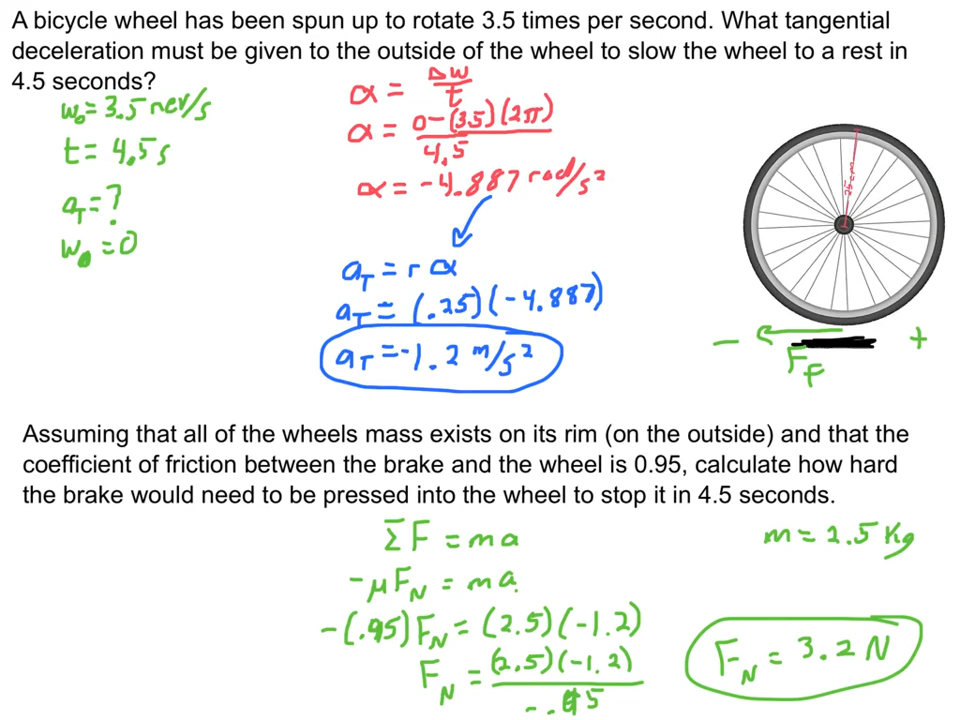 A bicycle wheel has been spun up to rotate 3.5 times per second. What tangential
deceleration must be given to the outside of the wheel to slow the wheel to a rest in
4.5 seconds?
ω₀ = 3.5 rev/s
t = 4.5 s
a_T = ?
ω₀ = 0
α = Δω/t
α = (0-(3.5)(2π))/4.5
α = -4.887 rad/s²
a_T = r α
a_T = (.25)(-4.887)
a_T = -1.2 m/s²
25cm
- +
F_F
Assuming that all of the wheels mass exists on its rim (on the outside) and that the
coefficient of friction between the brake and the wheel is 0.95, calculate how hard
the brake would need to be pressed into the wheel to stop it in 4.5 seconds.
ΣF = ma
m = 2.5 Kg
-μF_N = ma
-(.95)F_N = (2.5)(-1.2)
F_N = (2.5)(-1.2)/-.95
F_N = 3.2 N